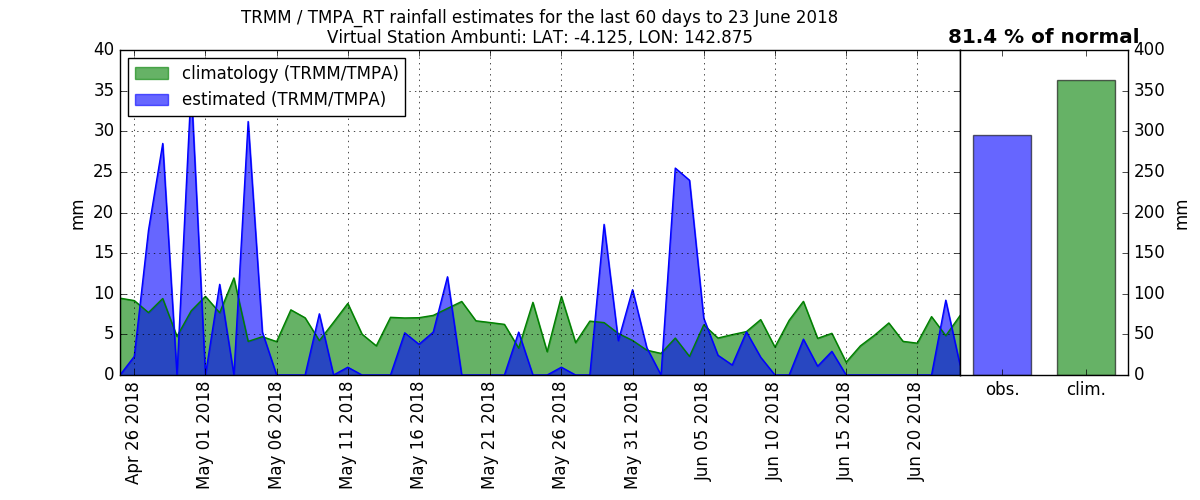 TRMM / TMPA_RT rainfall estimates for the last 60 days to 23 June 2018
Virtual Station Ambunti: LAT: -4.125, LON: 142.875
81.4 % of normal
climatology (TRMM/TMPA)
estimated (TRMM/TMPA)
40
35
30
25
20
15
10
5
0
mm
Apr 26 2018
May 01 2018
May 06 2018
May 11 2018
May 16 2018
May 21 2018
May 26 2018
May 31 2018
Jun 05 2018
Jun 10 2018
Jun 15 2018
Jun 20 2018
obs.
clim.
400
350
300
250
200
150
100
50
0
mm